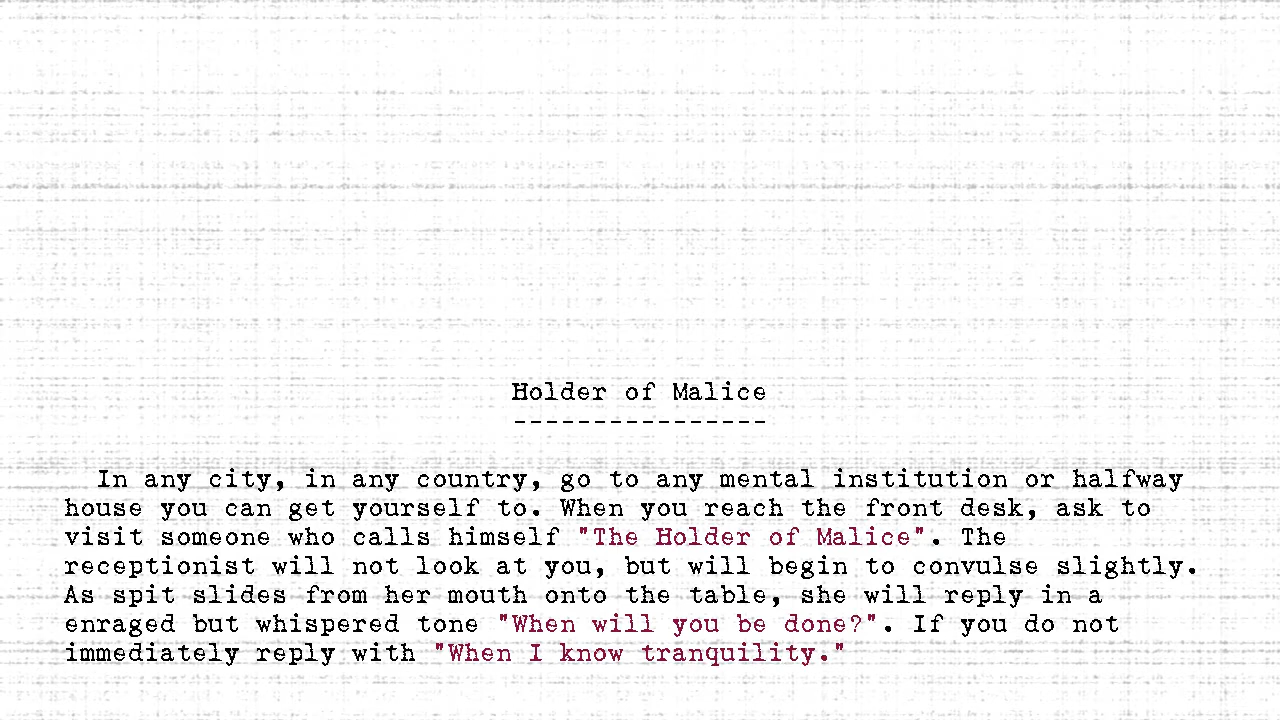 Holder of Malice
----------------
In any city, in any country, go to any mental institution or halfway
house you can get yourself to. When you reach the front desk, ask to
visit someone who calls himself "The Holder of Malice". The
receptionist will not look at you, but will begin to convulse slightly.
As spit slides from her mouth onto the table, she will reply in a
enraged but whispered tone "When will you be done?". If you do not
immediately reply with "When I know tranquility."